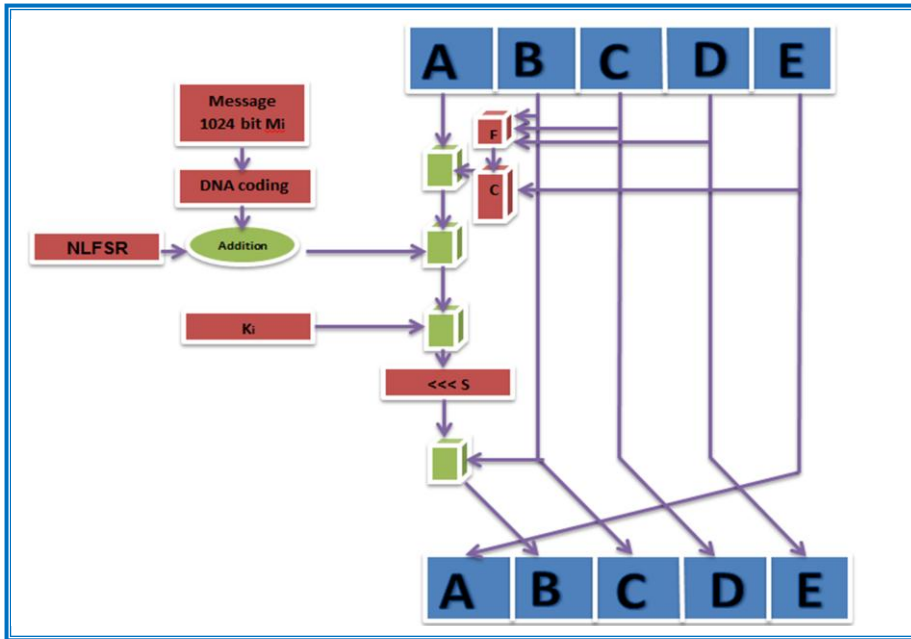 A B C D E
Message
1024 bit Mi
F
DNA coding
C
NLFSR
Addition
Ki
<<< S
A B C D E